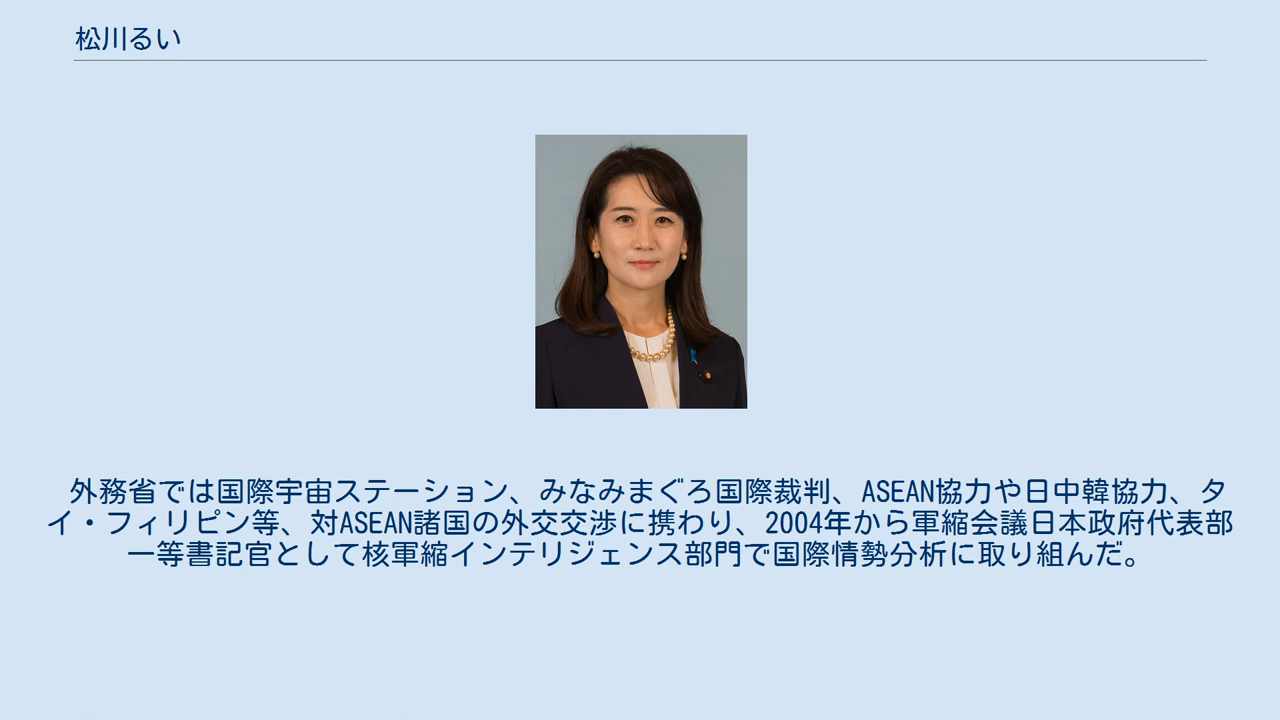 松川るい
外務省では国際宇宙ステーション、みなみまぐろ国際裁判、ASEAN協力や日中韓協力、タ
イ・フィリピン等、対ASEAN諸国の外交交渉に携わり、2004年から軍縮会議日本政府代表部
一等書記官として核軍縮インテリジェンス部門で国際情勢分析に取り組んだ。